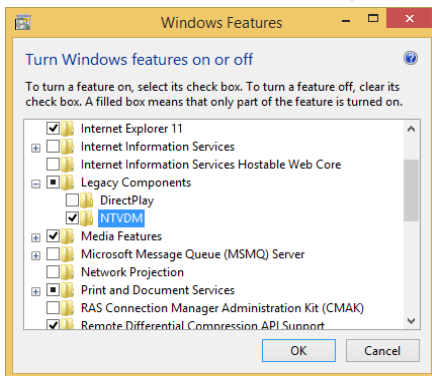 Windows Features
Turn Windows features on or off
To turn a feature on, select its check box. To turn a feature off, clear its
check box. A filled box means that only part of the feature is turned on.
Internet Explorer 11
Internet Information Services
Internet Information Services Hostable Web Core
Legacy Components
DirectPlay
NTVDM
Media Features
Microsoft Message Queue (MSMQ) Server
Network Projection
Print and Document Services
RAS Connection Manager Administration Kit (CMAK)
Remote Differential Compression API Support
OK Cancel